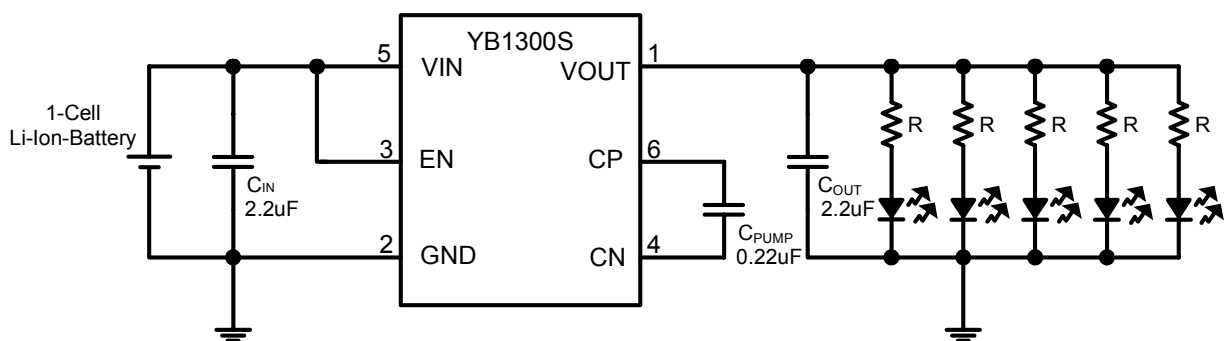 YB1300S
5
VIN
VOUT
1
1-Cell
Li-Ion-Battery
3
EN
CP
6
CIN
2.2uF
CPUMP
0.22uF
2
GND
CN
4
COUT
2.2uF
R
R
R
R
R